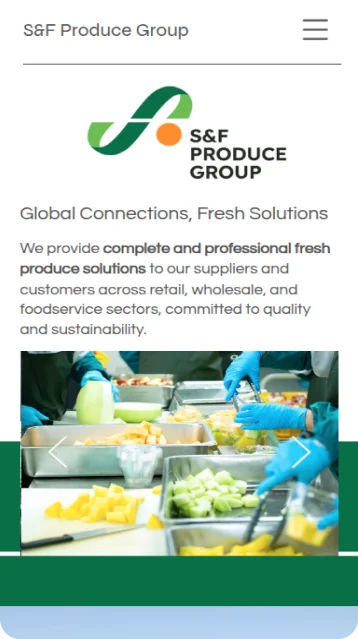 S&F Produce Group
S&F
PRODUCE
GROUP
Global Connections, Fresh Solutions
We provide complete and professional fresh
produce solutions to our suppliers and
customers across retail, wholesale, and
foodservice sectors, committed to quality
and sustainability.